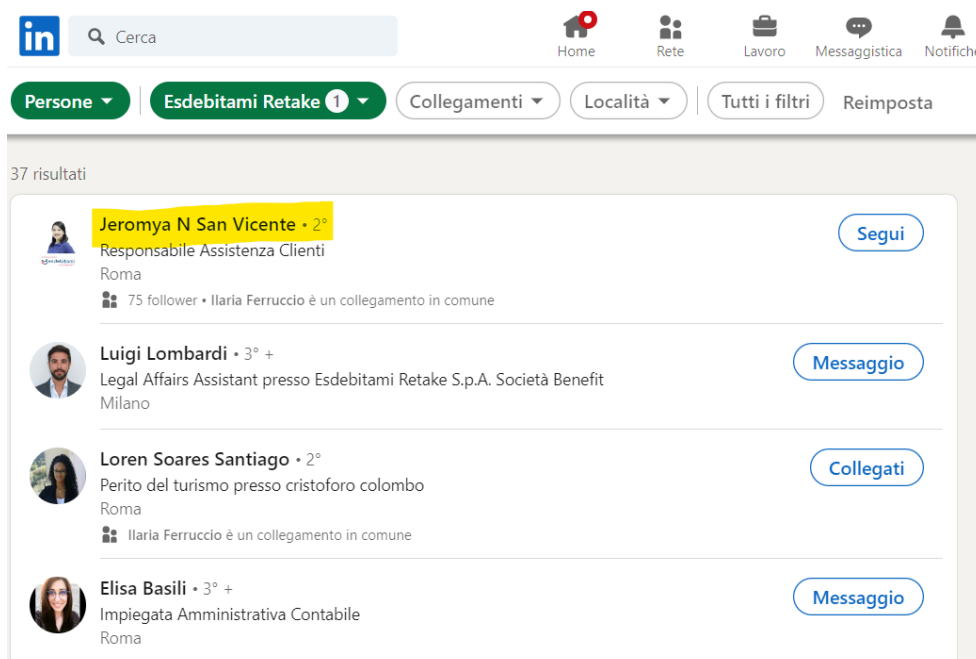 in Cerca
Home Rete Lavoro Messaggistica Notifiche
Persone Esdebitami Retake 1 Collegamenti Località Tutti i filtri Reimposta
37 risultati
Jeromya N San Vicente • 2°
Segui
Responsabile Assistenza Clienti
Roma
75 follower • Ilaria Ferruccio è un collegamento in comune
Luigi Lombardi • 3° +
Messaggio
Legal Affairs Assistant presso Esdebitami Retake S.p.A. Società Benefit
Milano
Loren Soares Santiago • 2°
Collegati
Perito del turismo presso cristoforo colombo
Roma
Ilaria Ferruccio è un collegamento in comune
Elisa Basili • 3° +
Messaggio
Impiegata Amministrativa Contabile
Roma